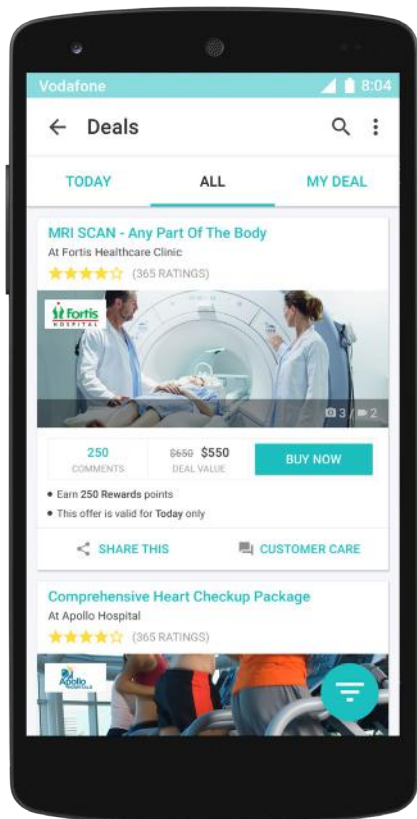 Vodafone 8:04
Deals
TODAY ALL MY DEAL
MRI SCAN - Any Part Of The Body
At Fortis Healthcare Clinic
(365 RATINGS)
Fortis
HOSPITAL
3 / 2
250 $650 $550 BUY NOW
COMMENTS DEAL VALUE
• Earn 250 Rewards points
• This offer is valid for Today only
SHARE THIS CUSTOMER CARE
Comprehensive Heart Checkup Package
At Apollo Hospital
(365 RATINGS)
Apollo